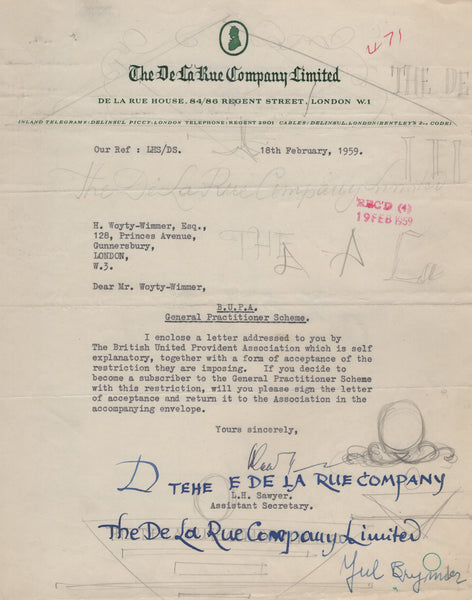 471
The De La Rue Company Limited
THE DE
DE LA RUE HOUSE, 84/86 REGENT STREET, LONDON W.1
INLAND TELEGRAMS: DELINSUL PICCY: LONDON TELEPHONE: REGENT 2901 CABLES: DELINSUL: LONDON (BENTLEY'S 2ND CODE)
Our Ref : LHS/DS.
18th February, 1959.
The De La Rue Company Limited
REC'D (4)
19 FEB 1959
H. Woyty-Wimmer, Esq.,
128, Princes Avenue,
Gunnersbury,
LONDON,
W.3.
THE
Dear Mr. Woyty-Wimmer,
B.U.P.A.
General Practitioner Scheme.
I enclose a letter addressed to you by
The British United Provident Association which is self
explanatory, together with a form of acceptance of the
restriction they are imposing. If you decide to
become a subscriber to the General Practitioner Scheme
with this restriction, will you please sign the letter
of acceptance and return it to the Association in the
accompanying envelope.
Yours sincerely,
D TEHE E DE LA RUE COMPANY
L.H. Sawyer.
Assistant Secretary.
The De La Rue Company Limited